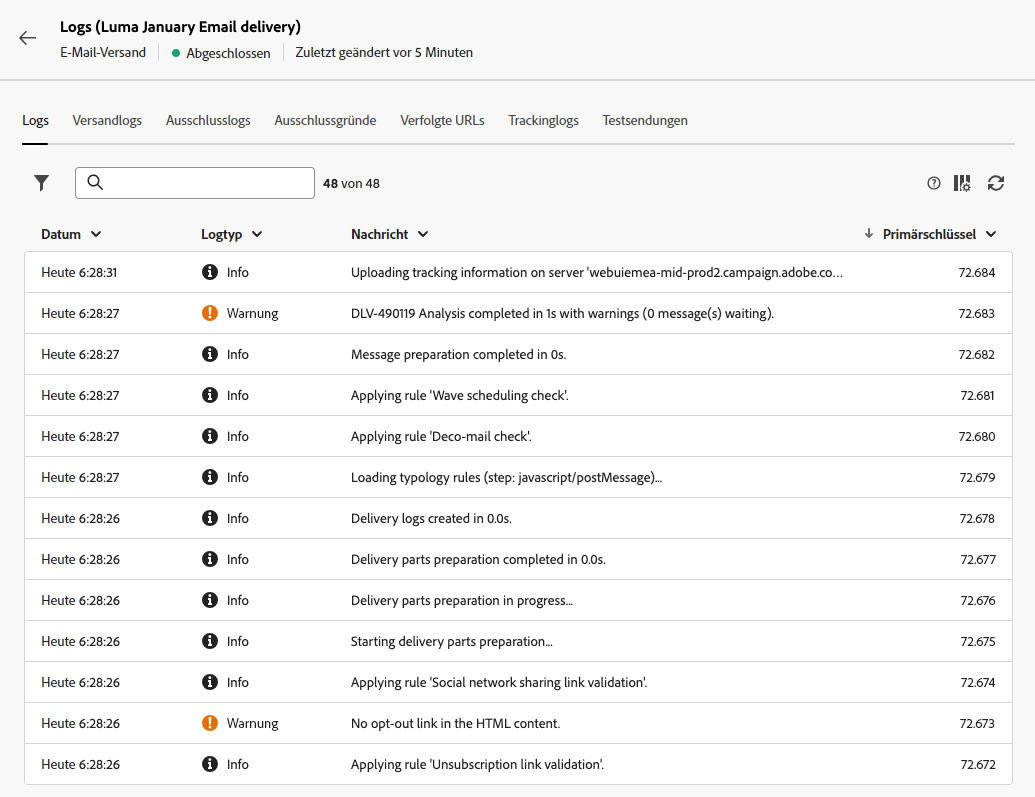 Logs (Luma January Email delivery)
E-Mail-Versand Abgeschlossen Zuletzt geändert vor 5 Minuten
Logs Versandlogs Ausschlusslogs Ausschlussgründe Verfolgte URLs Trackinglogs Testsendungen
48 von 48
Datum Logtyp Nachricht Primärschlüssel
Heute 6:28:31 Info Uploading tracking information on server 'webuiemea-mid-prod2.campaign.adobe.co… 72.684
Heute 6:28:27 Warnung DLV-490119 Analysis completed in 1s with warnings (0 message(s) waiting). 72.683
Heute 6:28:27 Info Message preparation completed in 0s. 72.682
Heute 6:28:27 Info Applying rule 'Wave scheduling check'. 72.681
Heute 6:28:27 Info Applying rule 'Deco-mail check'. 72.680
Heute 6:28:27 Info Loading typology rules (step: javascript/postMessage)... 72.679
Heute 6:28:26 Info Delivery logs created in 0.0s. 72.678
Heute 6:28:26 Info Delivery parts preparation completed in 0.0s. 72.677
Heute 6:28:26 Info Delivery parts preparation in progress... 72.676
Heute 6:28:26 Info Starting delivery parts preparation... 72.675
Heute 6:28:26 Info Applying rule 'Social network sharing link validation'. 72.674
Heute 6:28:26 Warnung No opt-out link in the HTML content. 72.673
Heute 6:28:26 Info Applying rule 'Unsubscription link validation'. 72.672